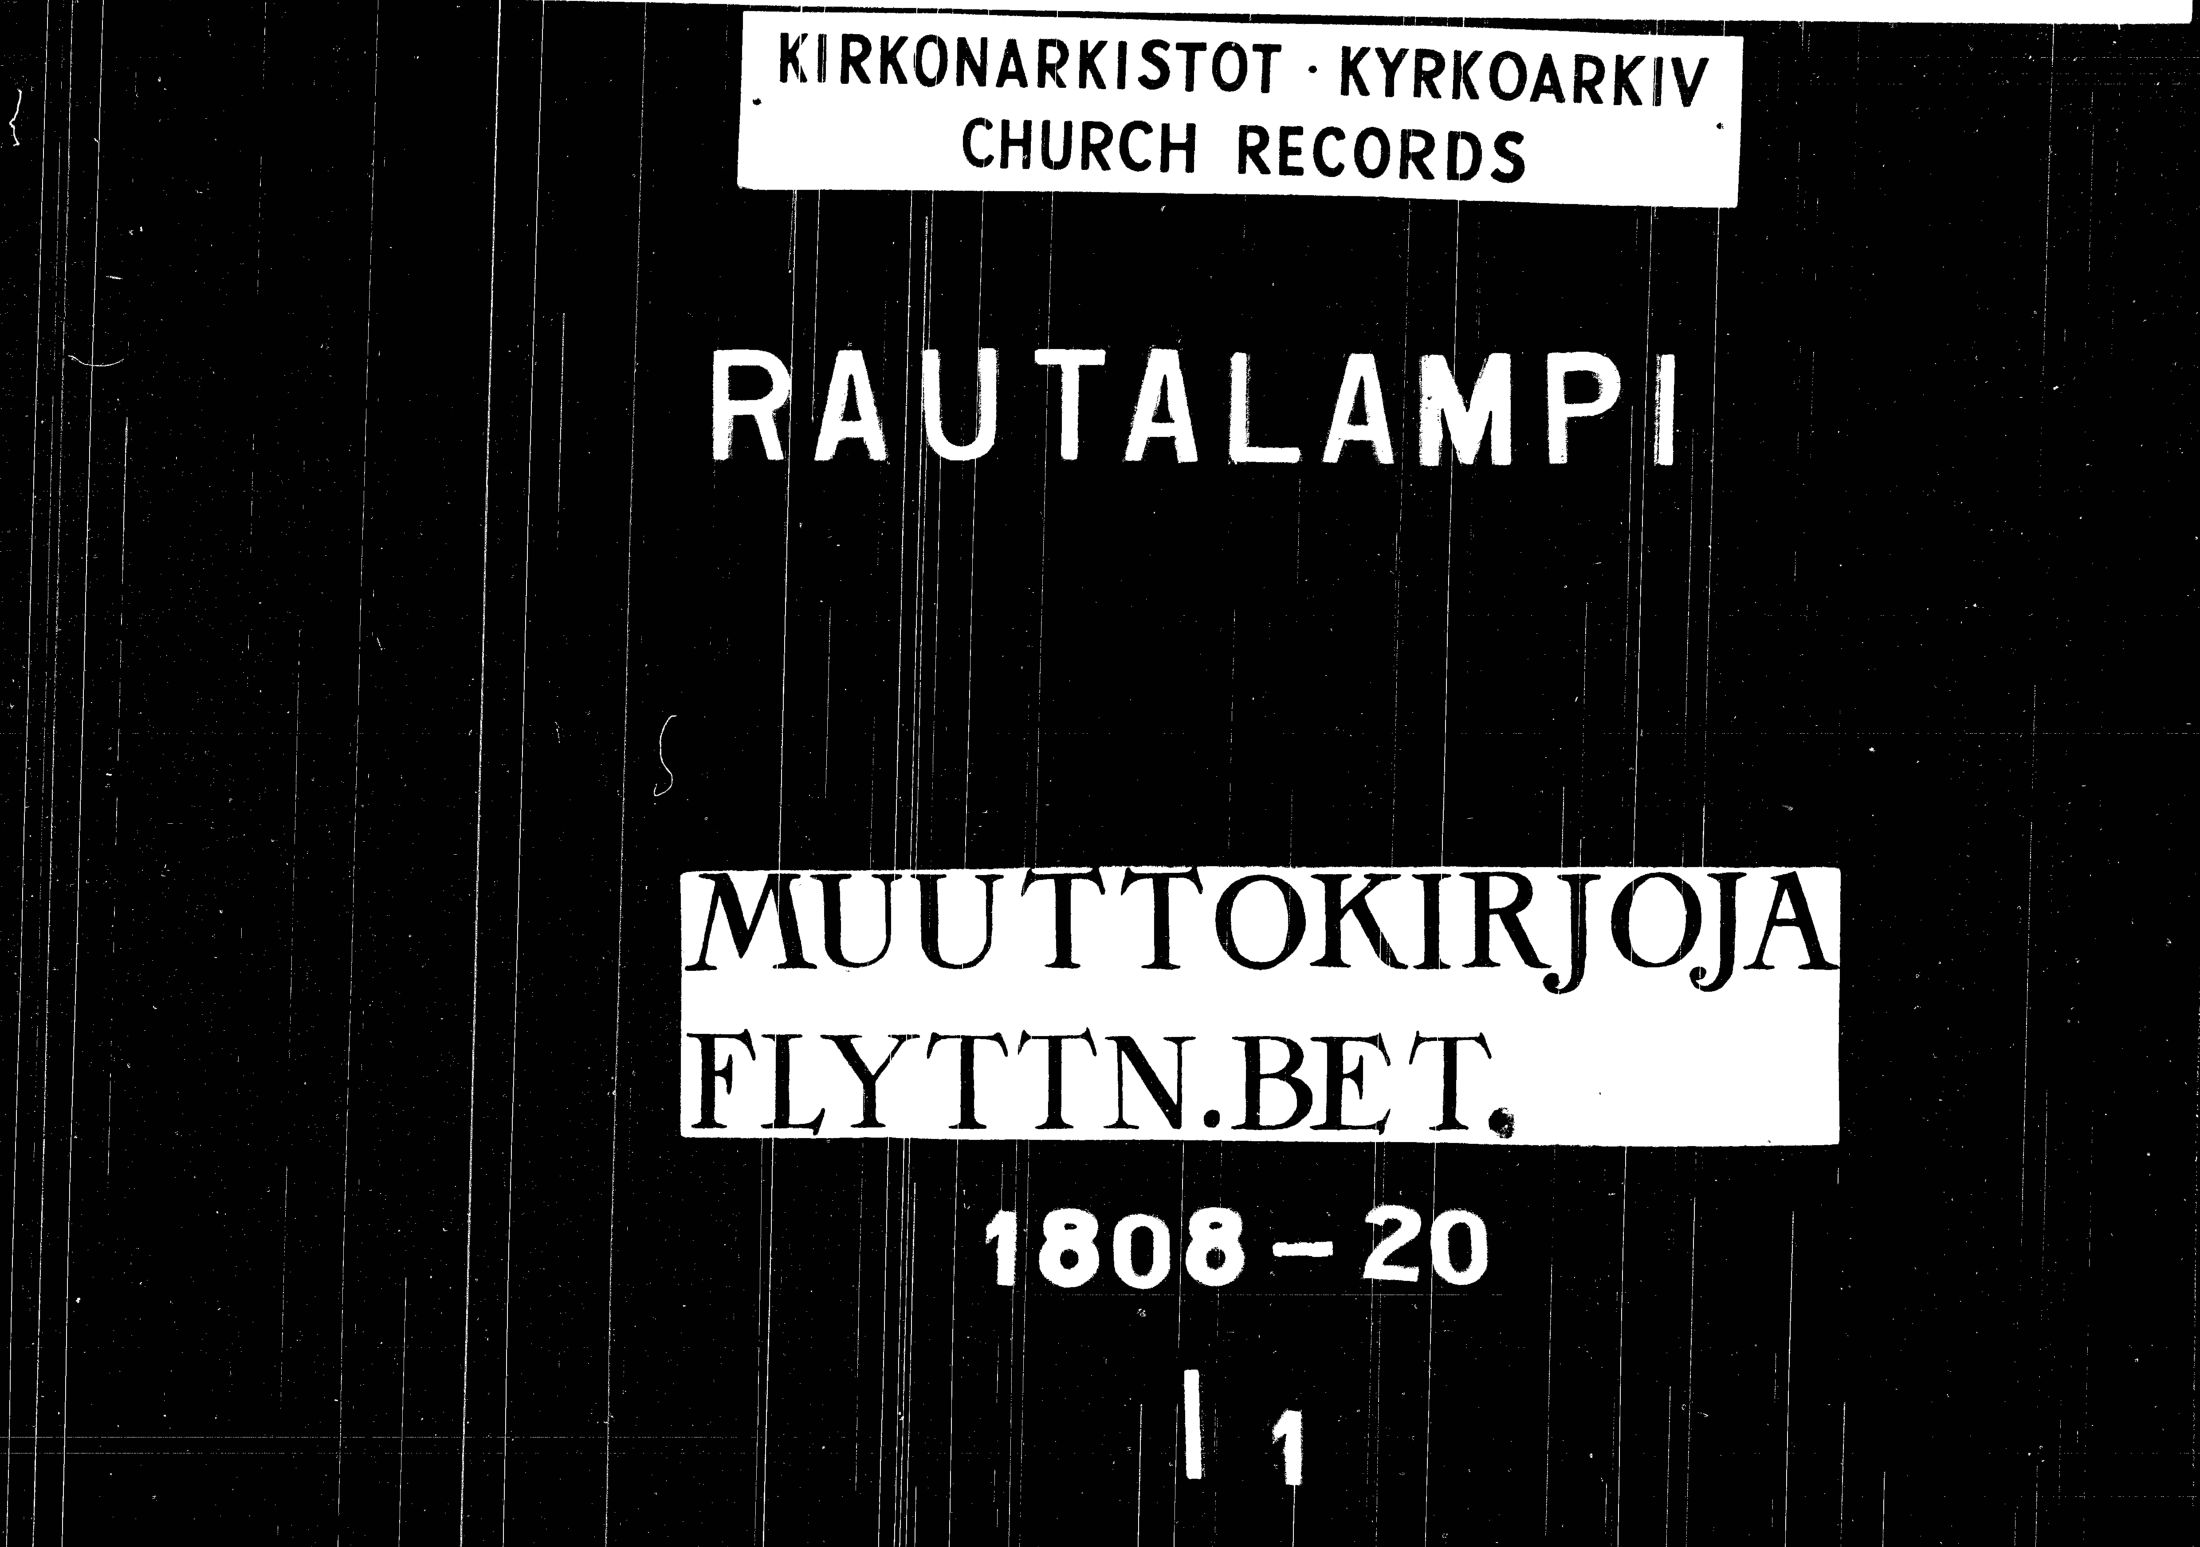 KIRKONARKISTOT · KYRKOARKIV
CHURCH RECORDS
RAUTALAMPI
MUUTTOKIRJOJA
FLYTTN.BET.
1808-20
I 1